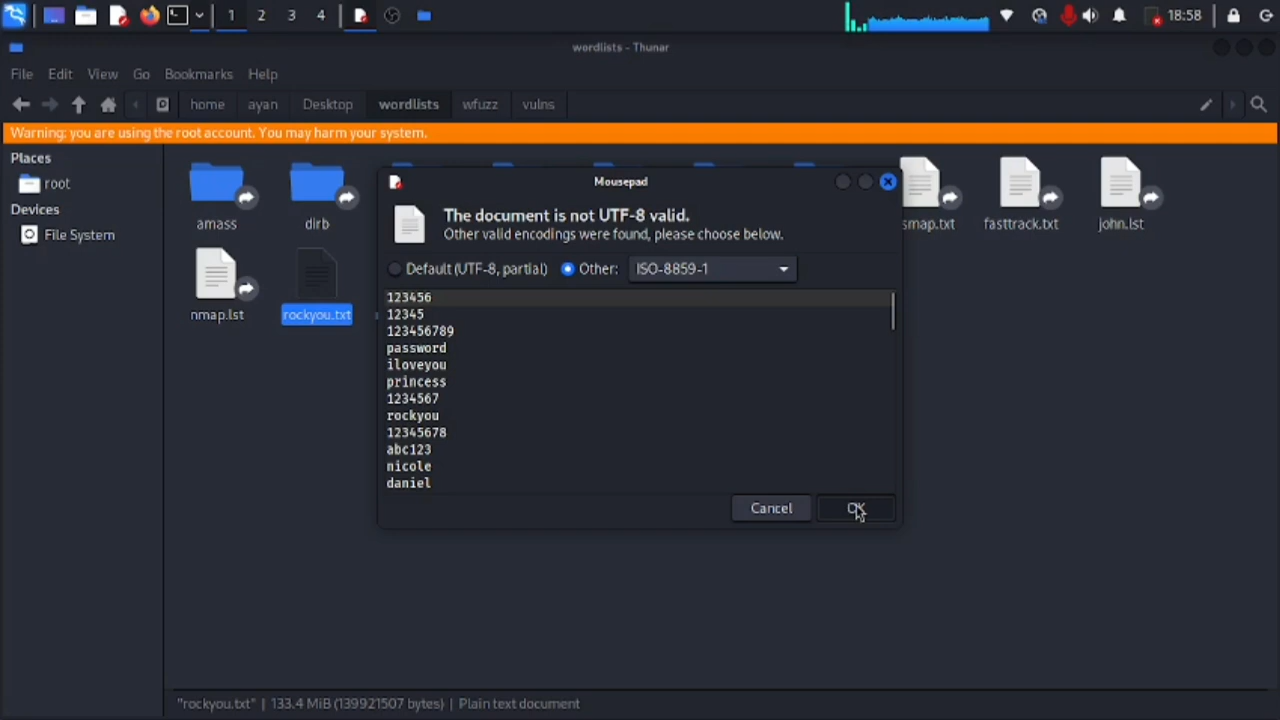 1 2 3 4 18:58
wordlists - Thunar
File Edit View Go Bookmarks Help
home ayan Desktop wordlists wfuzz vulns
Warning: you are using the root account. You may harm your system.
Places
root
Devices
File System
amass
dirb
smap.txt
fasttrack.txt
john.lst
nmap.lst
rockyou.txt
Mousepad
The document is not UTF-8 valid.
Other valid encodings were found, please choose below.
Default (UTF-8, partial) Other: ISO-8859-1
123456
12345
123456789
password
iloveyou
princess
1234567
rockyou
12345678
abc123
nicole
daniel
Cancel OK
"rockyou.txt" | 133.4 MiB (139921507 bytes) | Plain text document